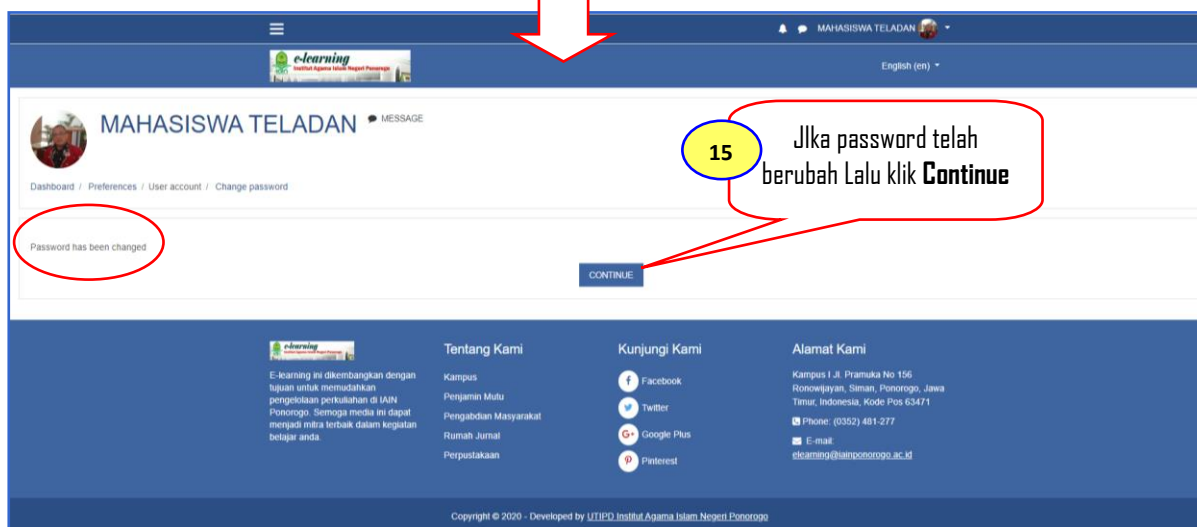 MAHASISWA TELADAN
e-learning
Institut Agama Islam Negeri Ponorogo
English (en)
MAHASISWA TELADAN
MESSAGE
Dashboard / Preferences / User account / Change password
15
JIka password telah
berubah Lalu klik Continue
Password has been changed
CONTINUE
e-learning
E-learning ini dikembangkan dengan
tujuan untuk memudahkan
pengelolaan perkuliahan di IAIN
Ponorogo. Semoga media ini dapat
menjadi mitra terbaik dalam kegiatan
belajar anda.
Tentang Kami
Kampus
Penjamin Mutu
Pengabdian Masyarakat
Rumah Jurnal
Perpustakaan
Kunjungi Kami
Facebook
Twitter
Google Plus
Pinterest
Alamat Kami
Kampus I Jl. Pramuka No 156
Ronowijayan, Siman, Ponorogo, Jawa
Timur, Indonesia, Kode Pos 63471
Phone: (0352) 481-277
E-mail:
elearning@iainponorogo.ac.id
Copyright © 2020 - Developed by UTIPD Institut Agama Islam Negeri Ponorogo